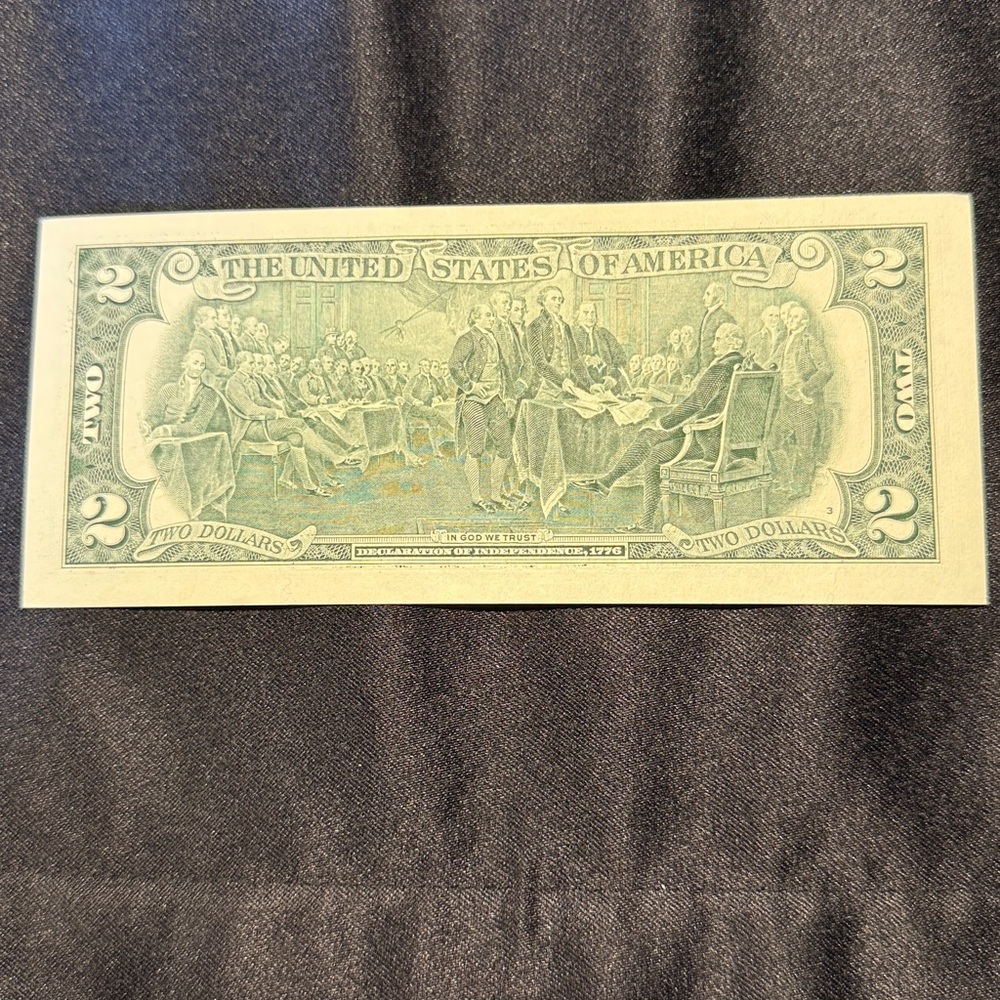 THE UNITED STATES OF AMERICA
2
2
TWO
TWO
3
2
2
TWO DOLLARS
IN GOD WE TRUST
TWO DOLLARS
DECLARATION OF INDEPENDENCE, 1776